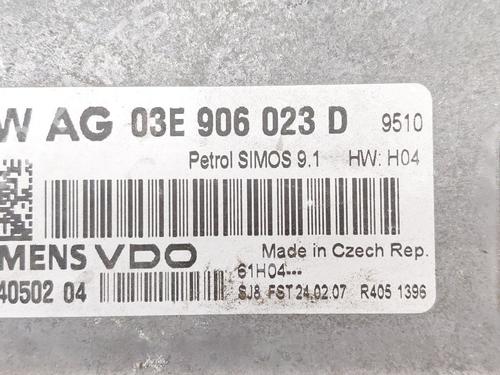 W AG 03E 906 023 D 9510
Petrol SIMOS 9.1 HW: H04
MENS VDO Made in Czech Rep.
61H04---
40502 04 SJ8 FST 24.02.07 R405 1396